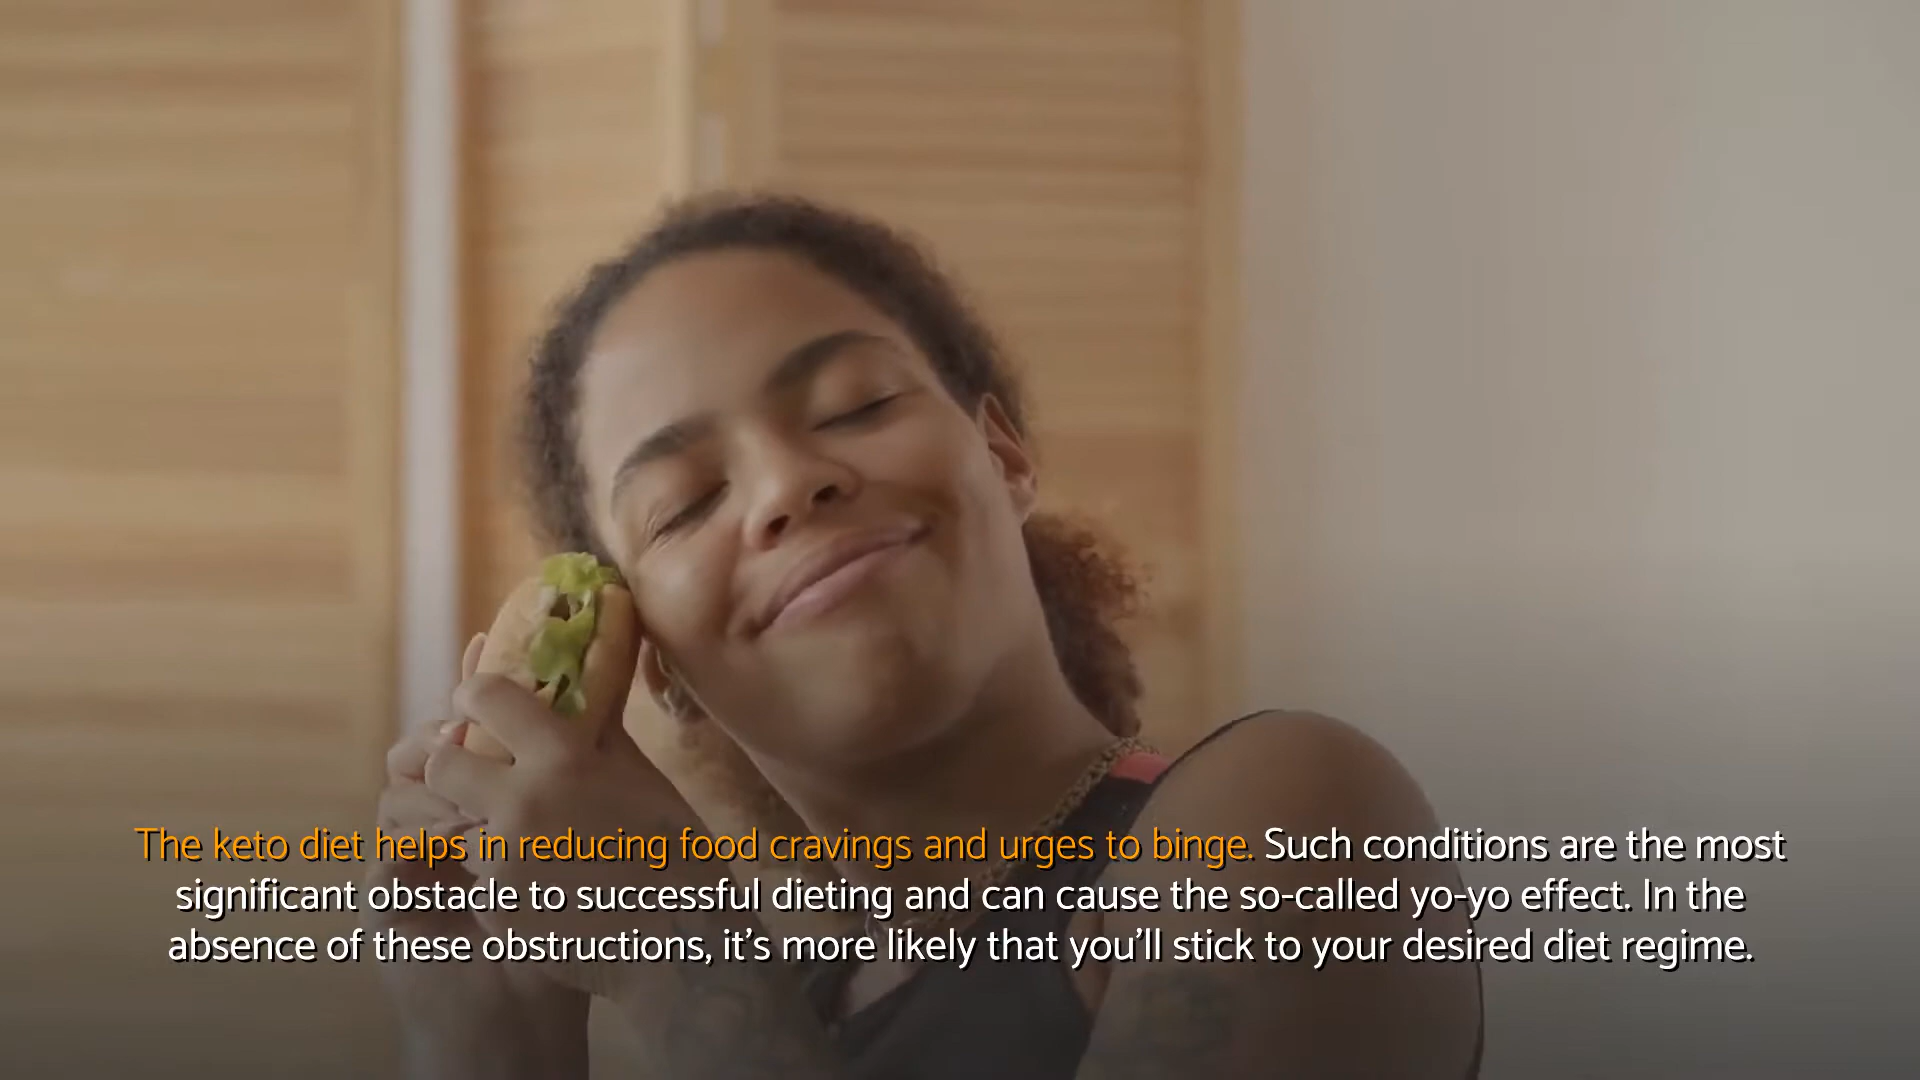 The keto diet helps in reducing food cravings and urges to binge. Such conditions are the most
significant obstacle to successful dieting and can cause the so-called yo-yo effect. In the
absence of these obstructions, it's more likely that you'll stick to your desired diet regime.